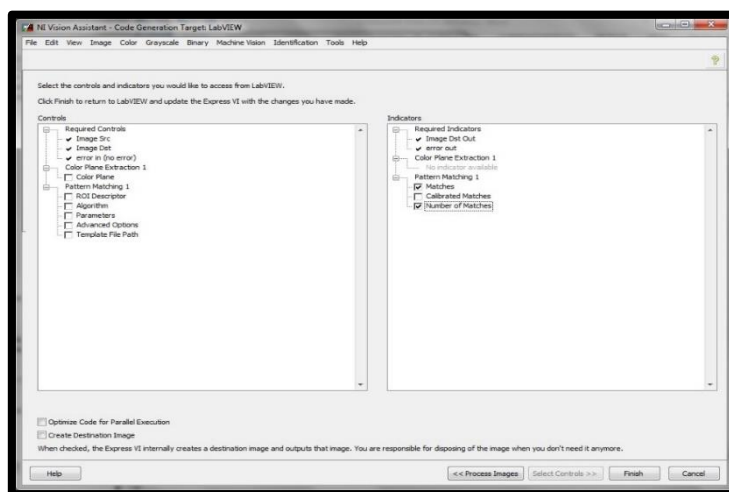 NI Vision Assistant - Code Generation Target: LabVIEW
File Edit View Image Color Grayscale Binary Machine Vision Identification Tools Help
Select the controls and indicators you would like to access from LabVIEW.
Click Finish to return to LabVIEW and update the Express VI with the changes you have made.
Controls
Required Controls
Image Src
Image Dst
error in (no error)
Color Plane Extraction 1
Color Plane
Pattern Matching 1
ROI Descriptor
Algorithm
Parameters
Advanced Options
Template File Path
Indicators
Required Indicators
Image Dst Out
error out
Color Plane Extraction 1
No indicator available
Pattern Matching 1
Matches
Calibrated Matches
Number of Matches
Optimize Code for Parallel Execution
Create Destination Image
When checked, the Express VI internally creates a destination image and outputs that image. You are responsible for disposing of the image when you don't need it anymore.
Help << Process Images Select Controls >> Finish Cancel